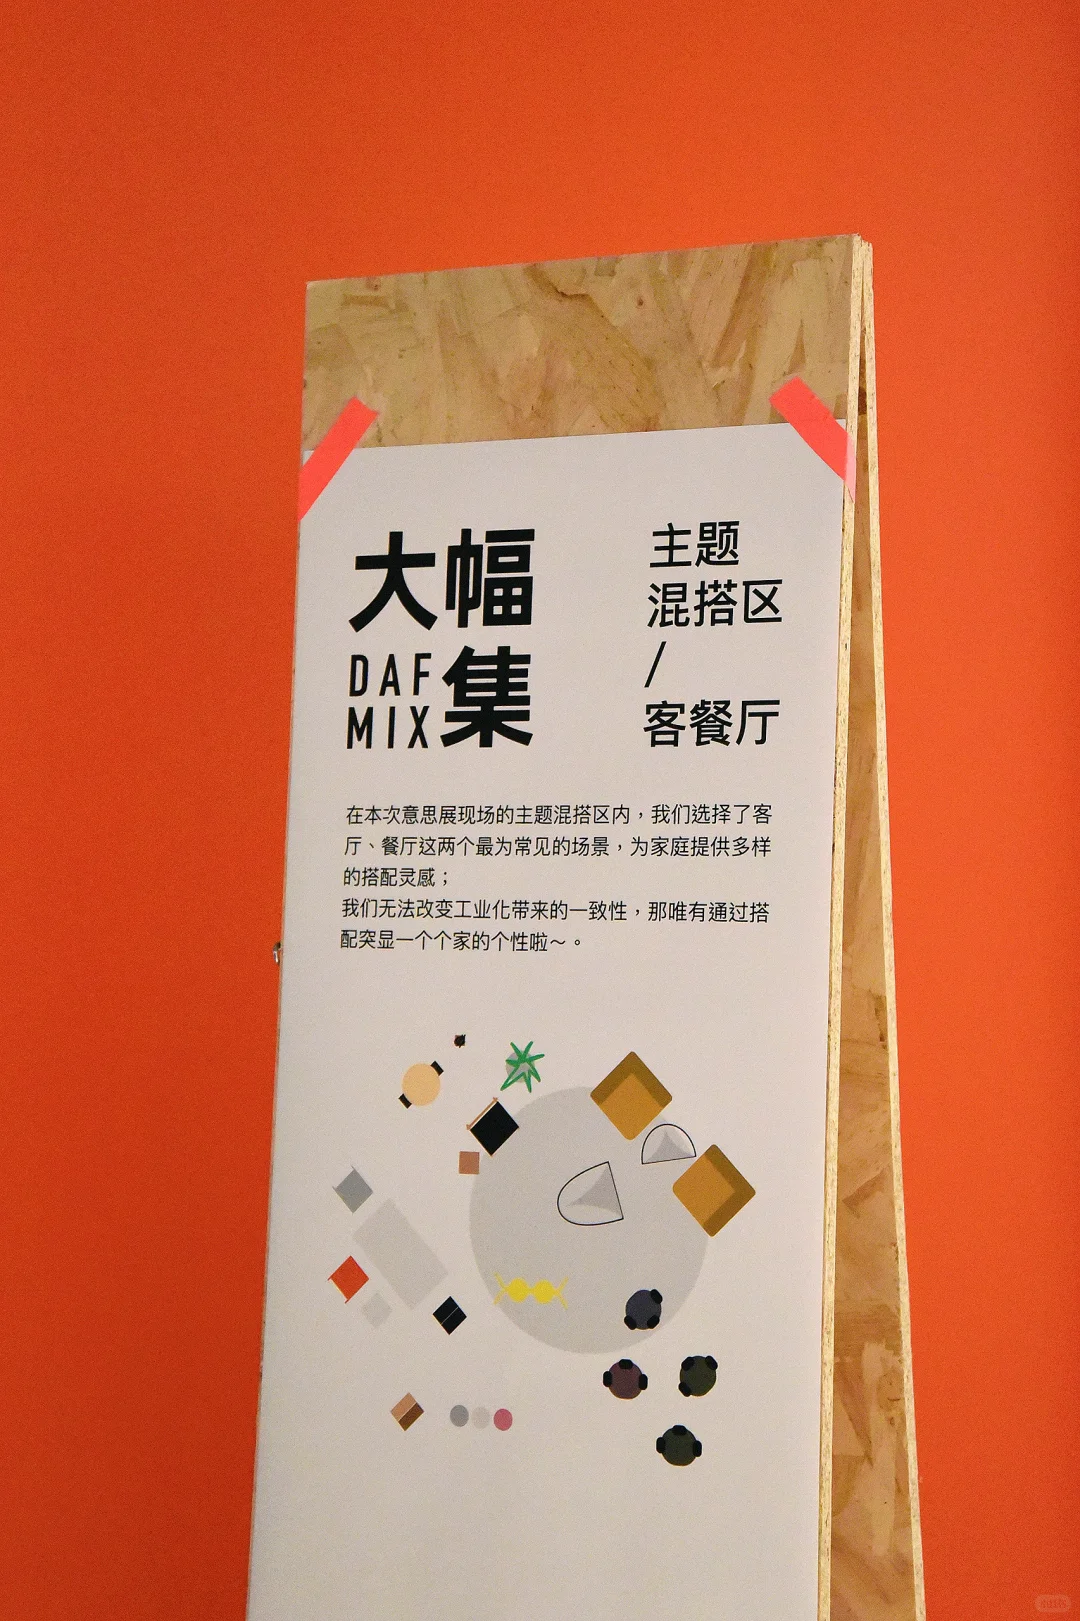 大幅
DAF
MIX
集
主题
混搭区
/
客餐厅
在本次意思展现场的主题混搭区内，我们选择了客
厅、餐厅这两个最为常见的场景，为家庭提供多样
的搭配灵感；
我们无法改变工业化带来的一致性，那唯有通过搭
配突显一个个家的个性啦～。
小红书